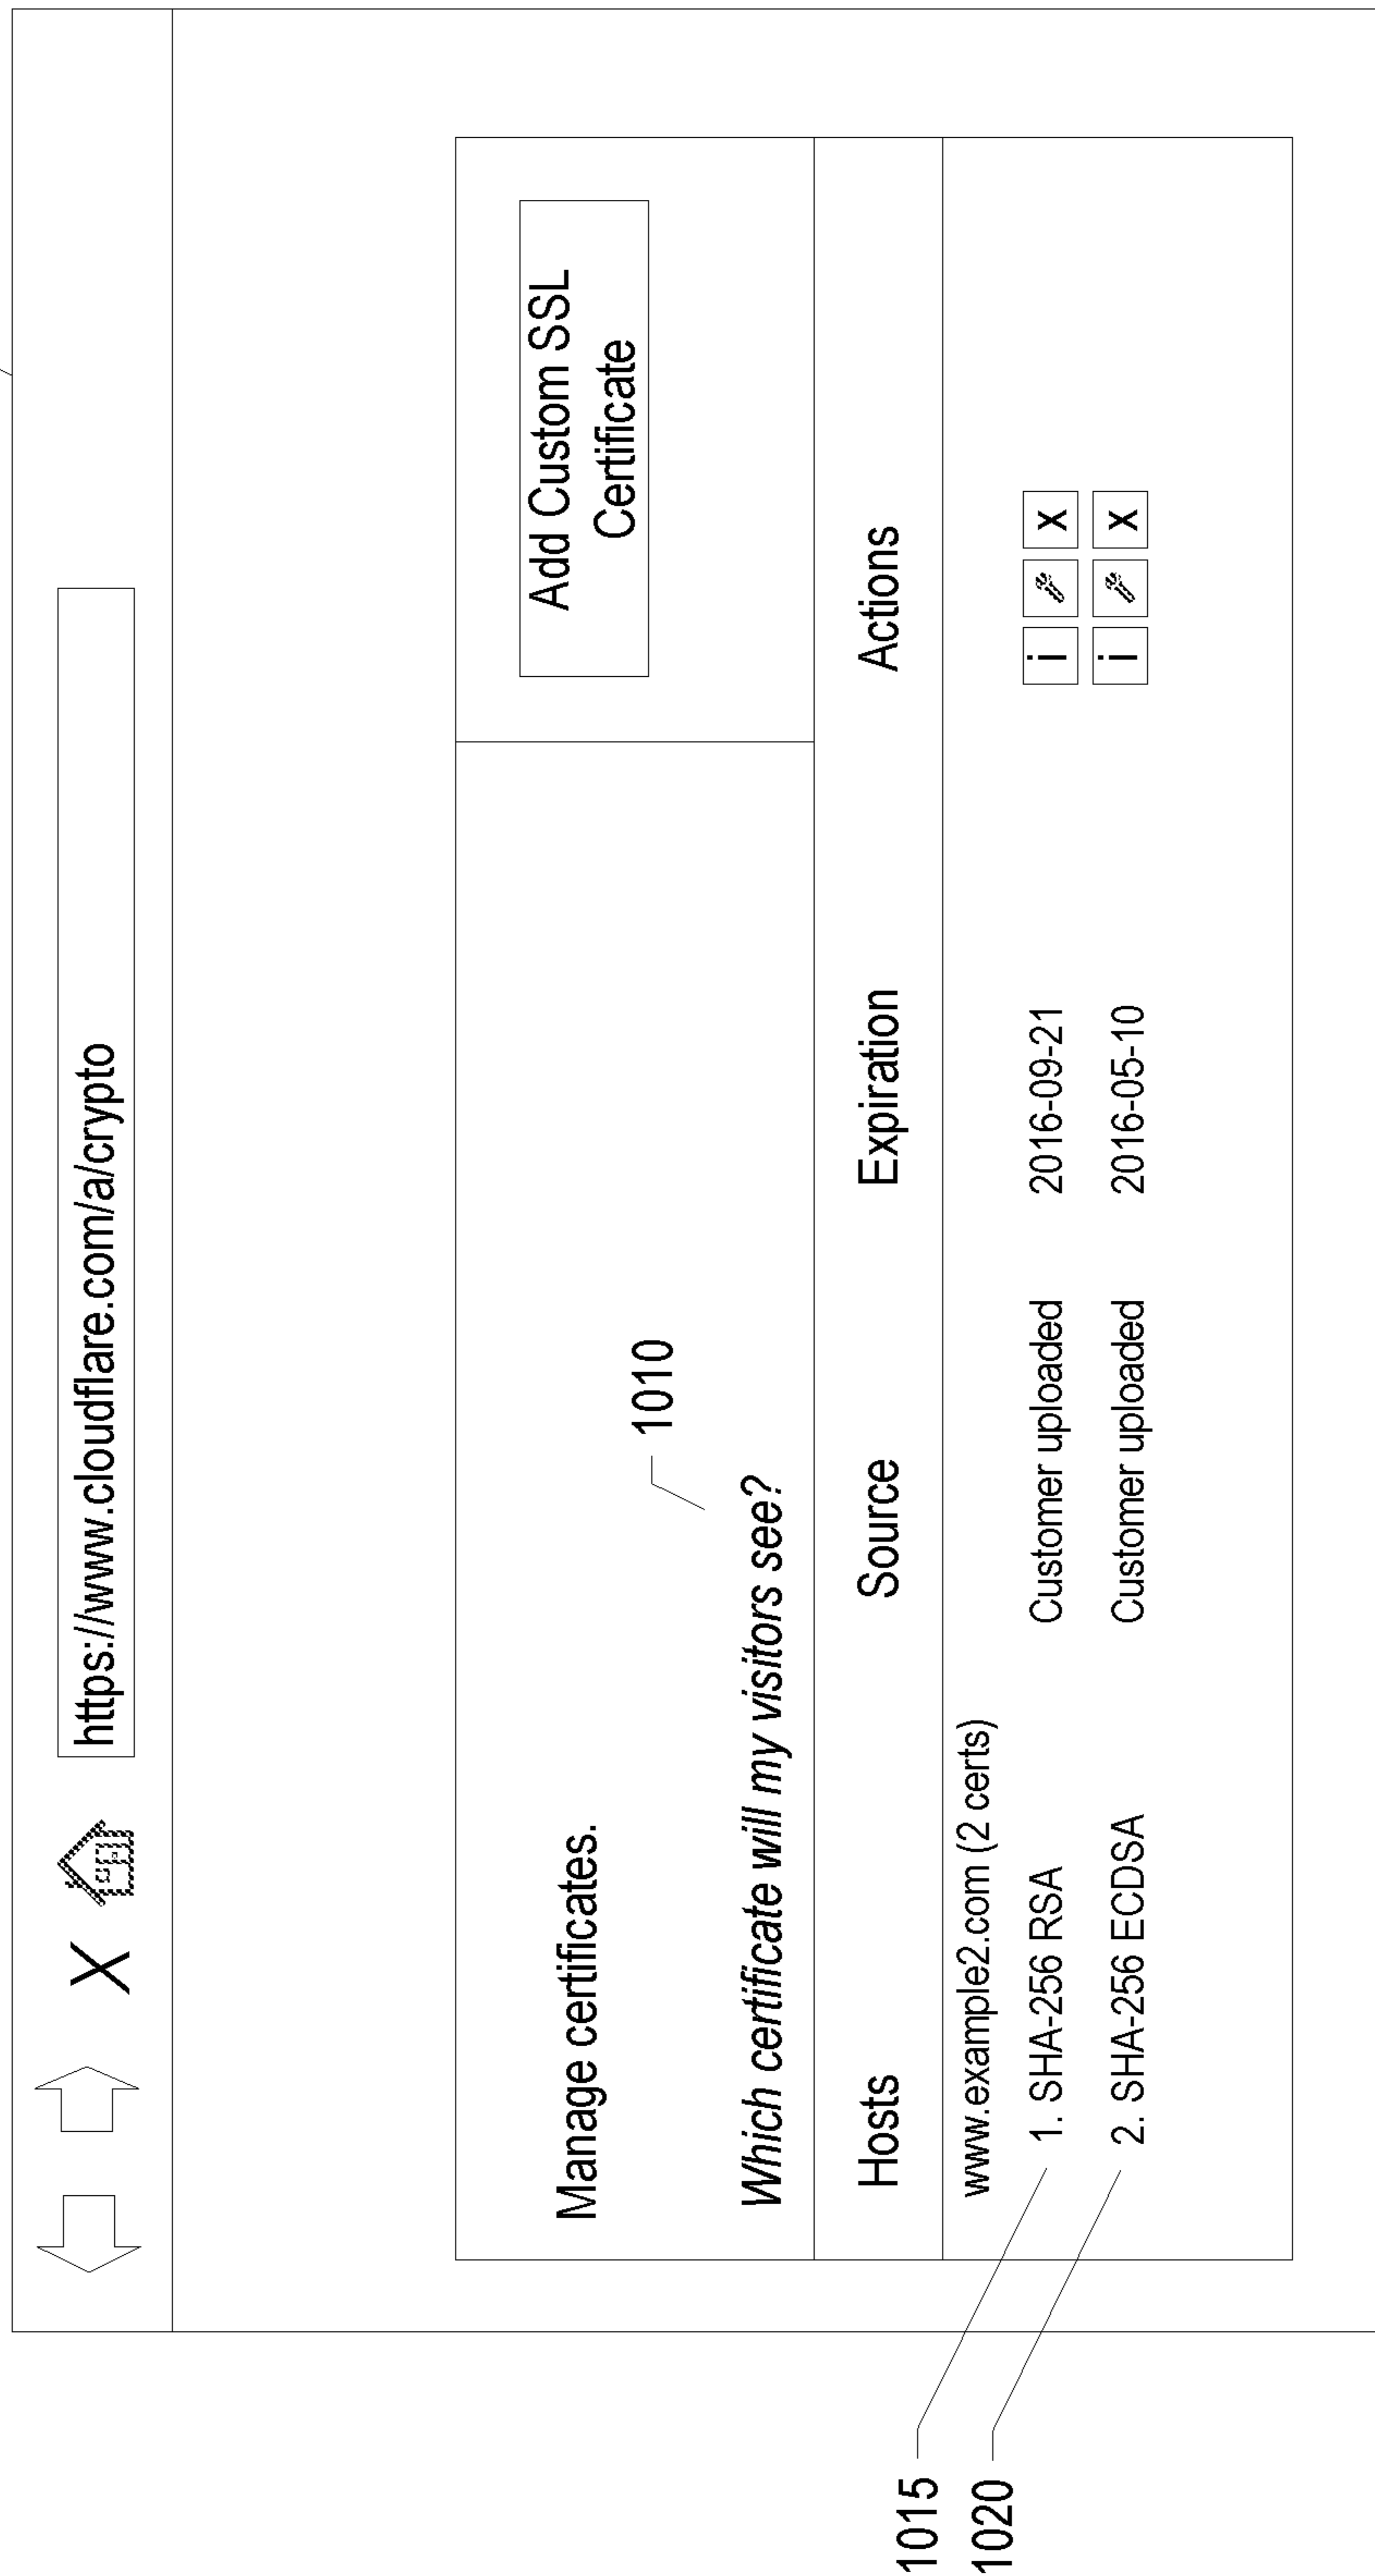 X https://www.cloudflare.com/a/crypto
Manage certificates.
Add Custom SSL
Certificate
1010
Which certificate will my visitors see?
Hosts Source Expiration Actions
www.example2.com (2 certs)
1. SHA-256 RSA Customer uploaded 2016-09-21 i x
2. SHA-256 ECDSA Customer uploaded 2016-05-10 i x
1015
1020